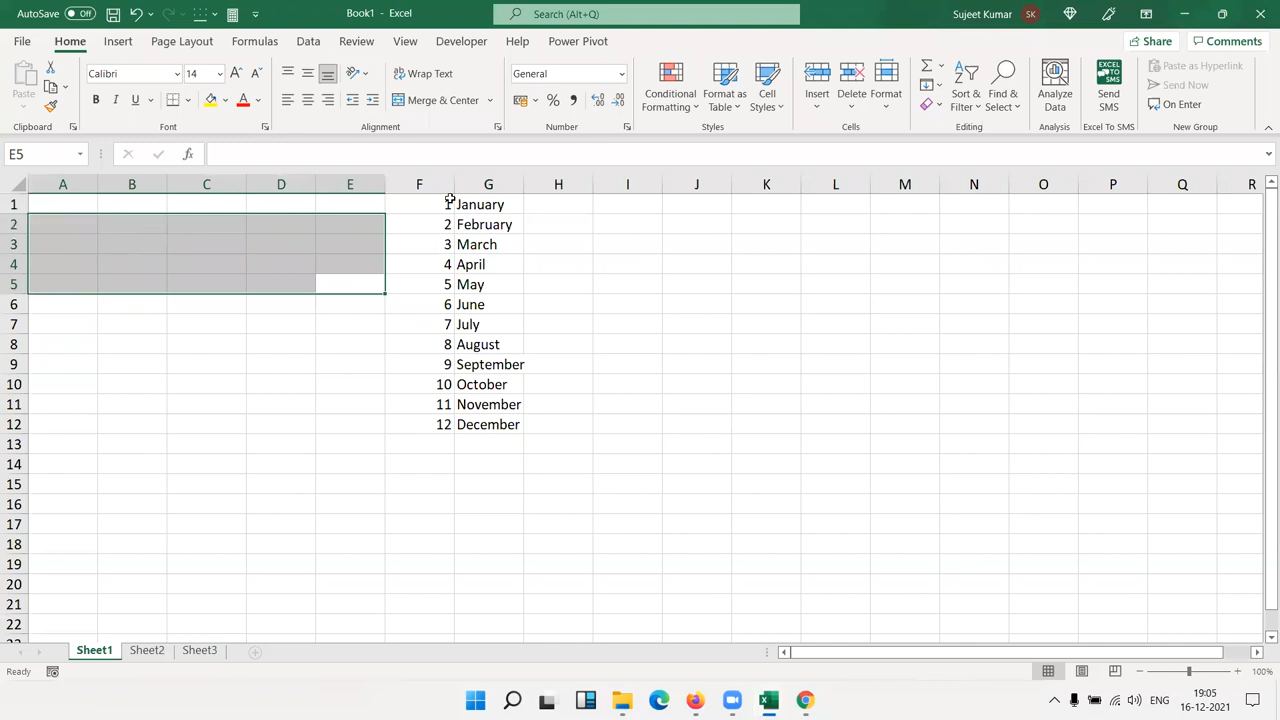 AutoSave Off Book1 - Excel Search (Alt+Q) Sujeet Kumar SK
File Home Insert Page Layout Formulas Data Review View Developer Help Power Pivot Share Comments
Paste Calibri 14 A A Wrap Text General Conditional Formatting Format as Table Cell Styles Insert Delete Format Sort & Filter Find & Select Analyze Data Send SMS Paste as Hyperlink
Send Now
B I U A Merge & Center % On Enter
Clipboard Font Alignment Number Styles Cells Editing Analysis Excel To SMS New Group
E5 fx
A B C D E F G H I J K L M N O P Q R
1 1 January
2 2 February
3 3 March
4 4 April
5 5 May
6 6 June
7 7 July
8 8 August
9 9 September
10 10 October
11 11 November
12 12 December
13
14
15
16
17
18
19
20
21
22
Sheet1 Sheet2 Sheet3
Ready 100%
ENG 19:05
16-12-2021